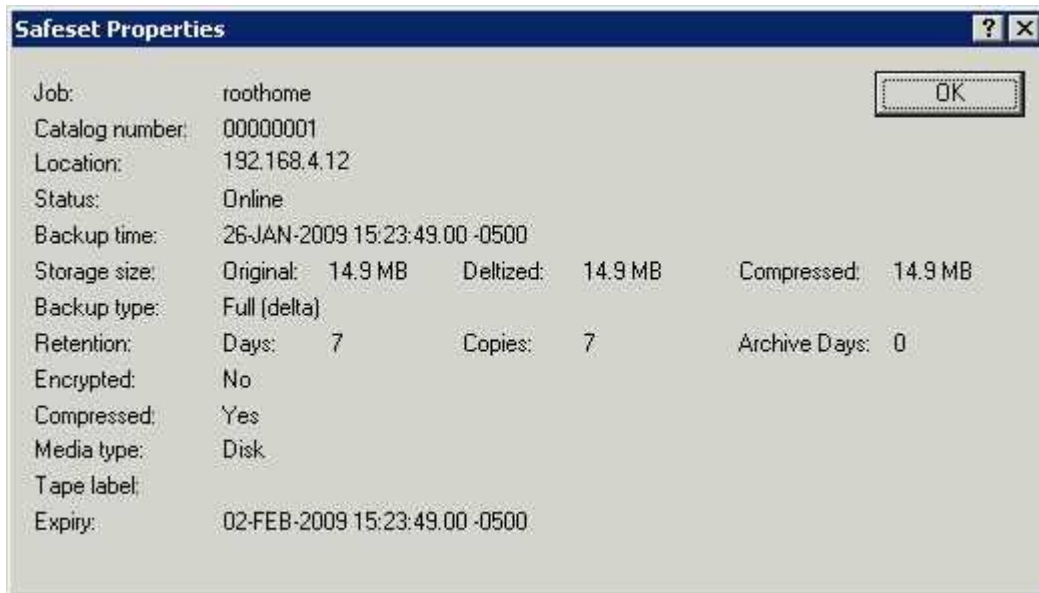 Safeset Properties
Job: roothome OK
Catalog number: 00000001
Location: 192.168.4.12
Status: Online
Backup time: 26-JAN-2009 15:23:49.00 -0500
Storage size: Original: 14.9 MB Deltized: 14.9 MB Compressed: 14.9 MB
Backup type: Full (delta)
Retention: Days: 7 Copies: 7 Archive Days: 0
Encrypted: No
Compressed: Yes
Media type: Disk
Tape label:
Expiry: 02-FEB-2009 15:23:49.00 -0500